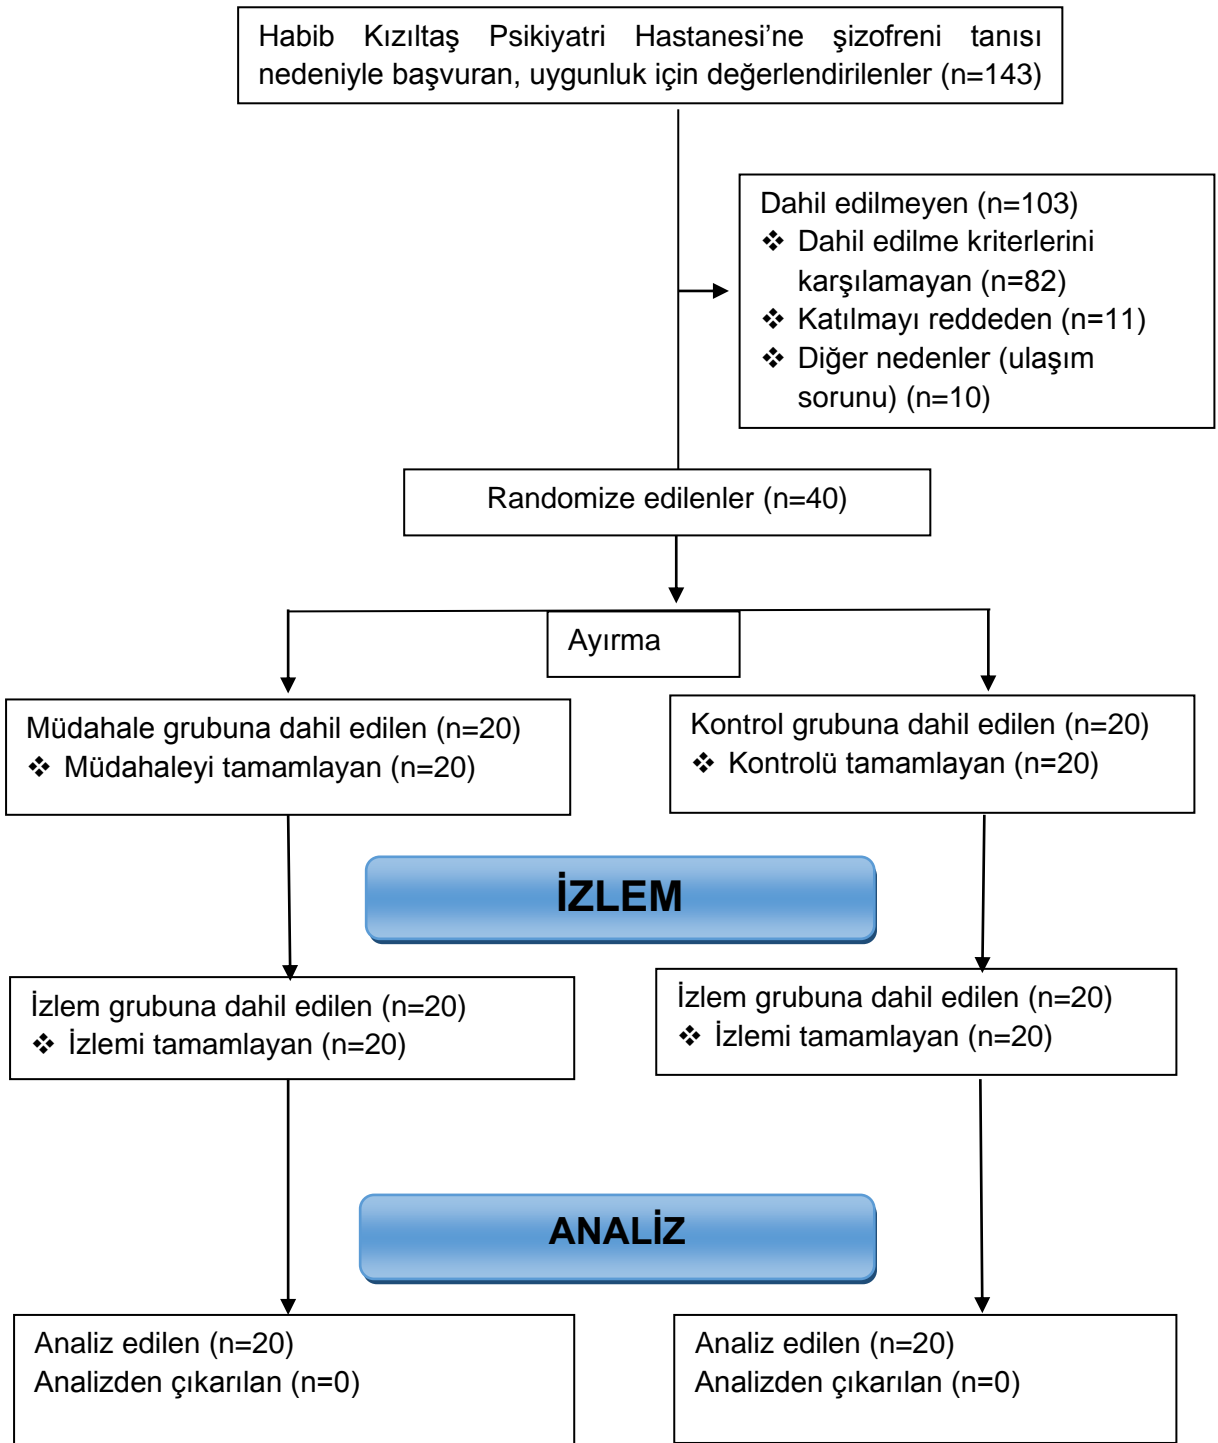 Habib Kızıltaş Psikiyatri Hastanesi’ne şizofreni tanısı
nedeniyle başvuran, uygunluk için değerlendirilenler (n=143)
Dahil edilmeyen (n=103)
❖ Dahil edilme kriterlerini
karşılamayan (n=82)
❖ Katılmayı reddeden (n=11)
❖ Diğer nedenler (ulaşım
sorunu) (n=10)
Randomize edilenler (n=40)
Ayırma
Müdahale grubuna dahil edilen (n=20)
❖ Müdahaleyi tamamlayan (n=20)
Kontrol grubuna dahil edilen (n=20)
❖ Kontrolü tamamlayan (n=20)
İZLEM
İzlem grubuna dahil edilen (n=20)
❖ İzlemi tamamlayan (n=20)
İzlem grubuna dahil edilen (n=20)
❖ İzlemi tamamlayan (n=20)
ANALİZ
Analiz edilen (n=20)
Analizden çıkarılan (n=0)
Analiz edilen (n=20)
Analizden çıkarılan (n=0)